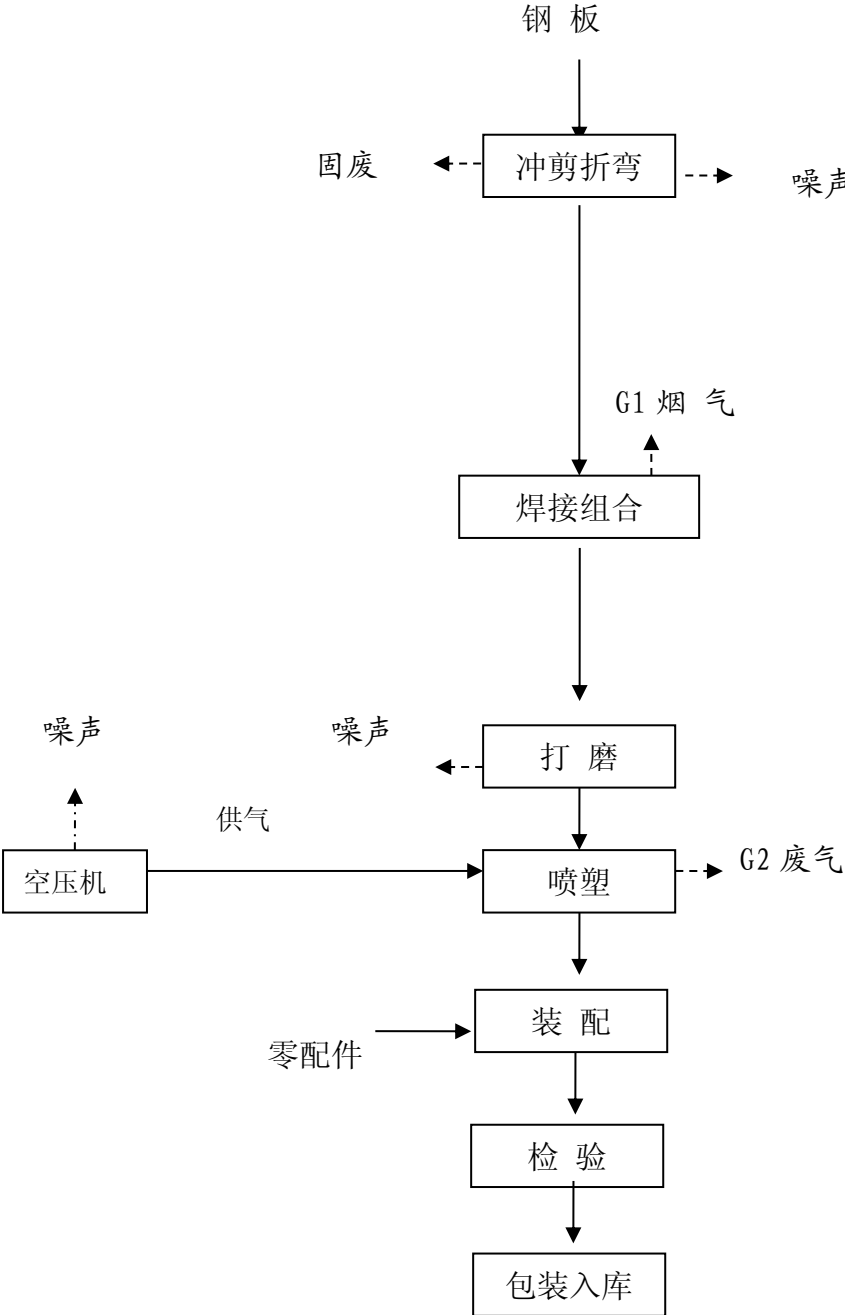 钢 板
固废
冲剪折弯
噪声
G1 烟 气
焊接组合
噪声
噪声
打 磨
供气
空压机
喷塑
G2 废气
装 配
零配件
检 验
包装入库